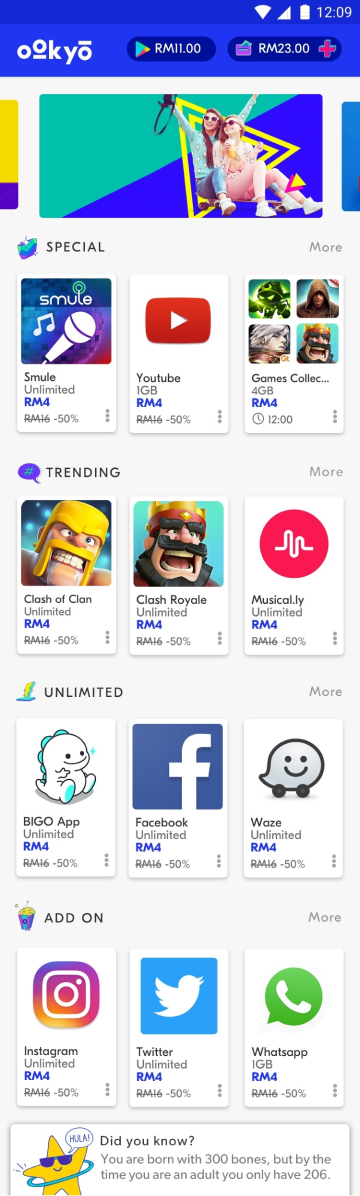 12:09
oOkyō
RM11.00
RM23.00
SPECIAL
More
smule
Smule
Unlimited
RM4
RM16 -50%
Youtube
1GB
RM4
RM16 -50%
Gt
Games Collec...
4GB
RM4
12:00
#
TRENDING
More
Clash of Clan
Unlimited
RM4
RM16 -50%
Clash Royale
Unlimited
RM4
RM16 -50%
Musical.ly
Unlimited
RM4
RM16 -50%
UNLIMITED
More
BIGO App
Unlimited
RM4
RM16 -50%
f
Facebook
Unlimited
RM4
RM16 -50%
Waze
Unlimited
RM4
RM16 -50%
ADD ON
More
Instagram
Unlimited
RM4
RM16 -50%
Twitter
Unlimited
RM4
RM16 -50%
Whatsapp
1GB
RM4
RM16 -50%
HULA!
Did you know?
You are born with 300 bones, but by the
time you are an adult you only have 206.